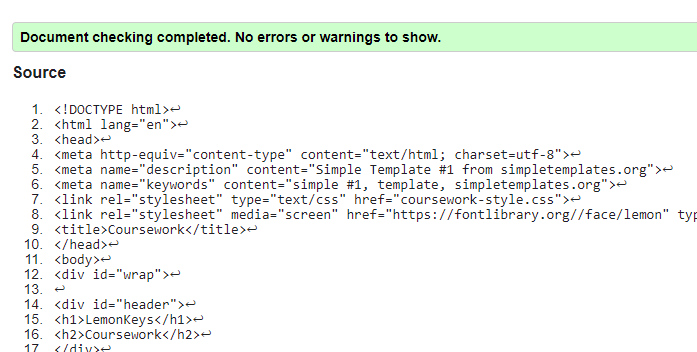 Document checking completed. No errors or warnings to show.
Source
1. <!DOCTYPE html>↩
2. <html lang="en">↩
3. <head>↩
4. <meta http-equiv="content-type" content="text/html; charset=utf-8">↩
5. <meta name="description" content="Simple Template #1 from simpletemplates.org">↩
6. <meta name="keywords" content="simple #1, template, simpletemplates.org">↩
7. <link rel="stylesheet" type="text/css" href="coursework-style.css">↩
8. <link rel="stylesheet" media="screen" href="https://fontlibrary.org//face/lemon" typ
9. <title>Coursework</title>↩
10. </head>↩
11. <body>↩
12. <div id="wrap">↩
13. ↩
14. <div id="header">↩
15. <h1>LemonKeys</h1>↩
16. <h2>Coursework</h2>↩
17. </div>↩